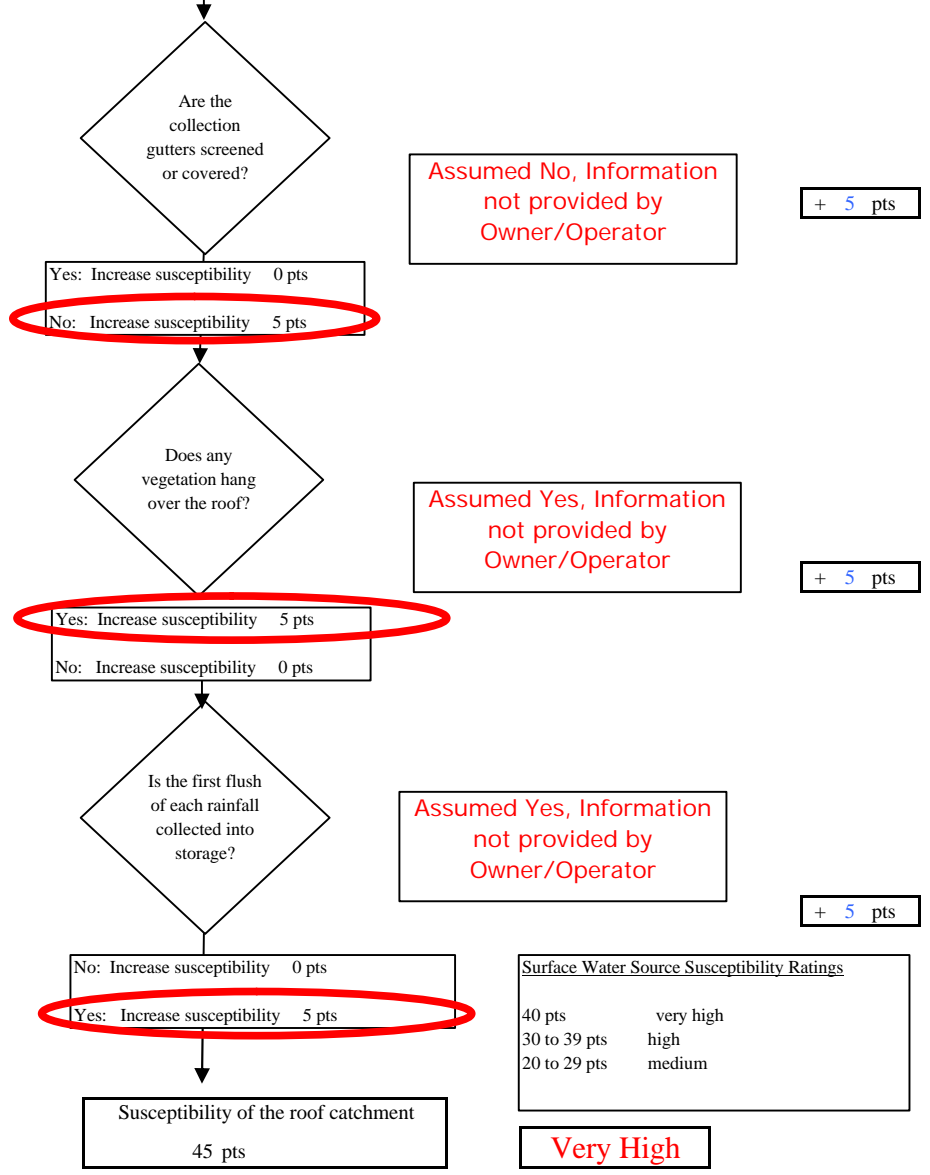 Are the
collection
gutters screened
or covered?
Assumed No, Information
not provided by
Owner/Operator
+ 5 pts
Yes: Increase susceptibility 0 pts
No: Increase susceptibility 5 pts
Does any
vegetation hang
over the roof?
Assumed Yes, Information
not provided by
Owner/Operator
+ 5 pts
Yes: Increase susceptibility 5 pts
No: Increase susceptibility 0 pts
Is the first flush
of each rainfall
collected into
storage?
Assumed Yes, Information
not provided by
Owner/Operator
+ 5 pts
No: Increase susceptibility 0 pts
Yes: Increase susceptibility 5 pts
Surface Water Source Susceptibility Ratings
40 pts very high
30 to 39 pts high
20 to 29 pts medium
Susceptibility of the roof catchment
45 pts
Very High